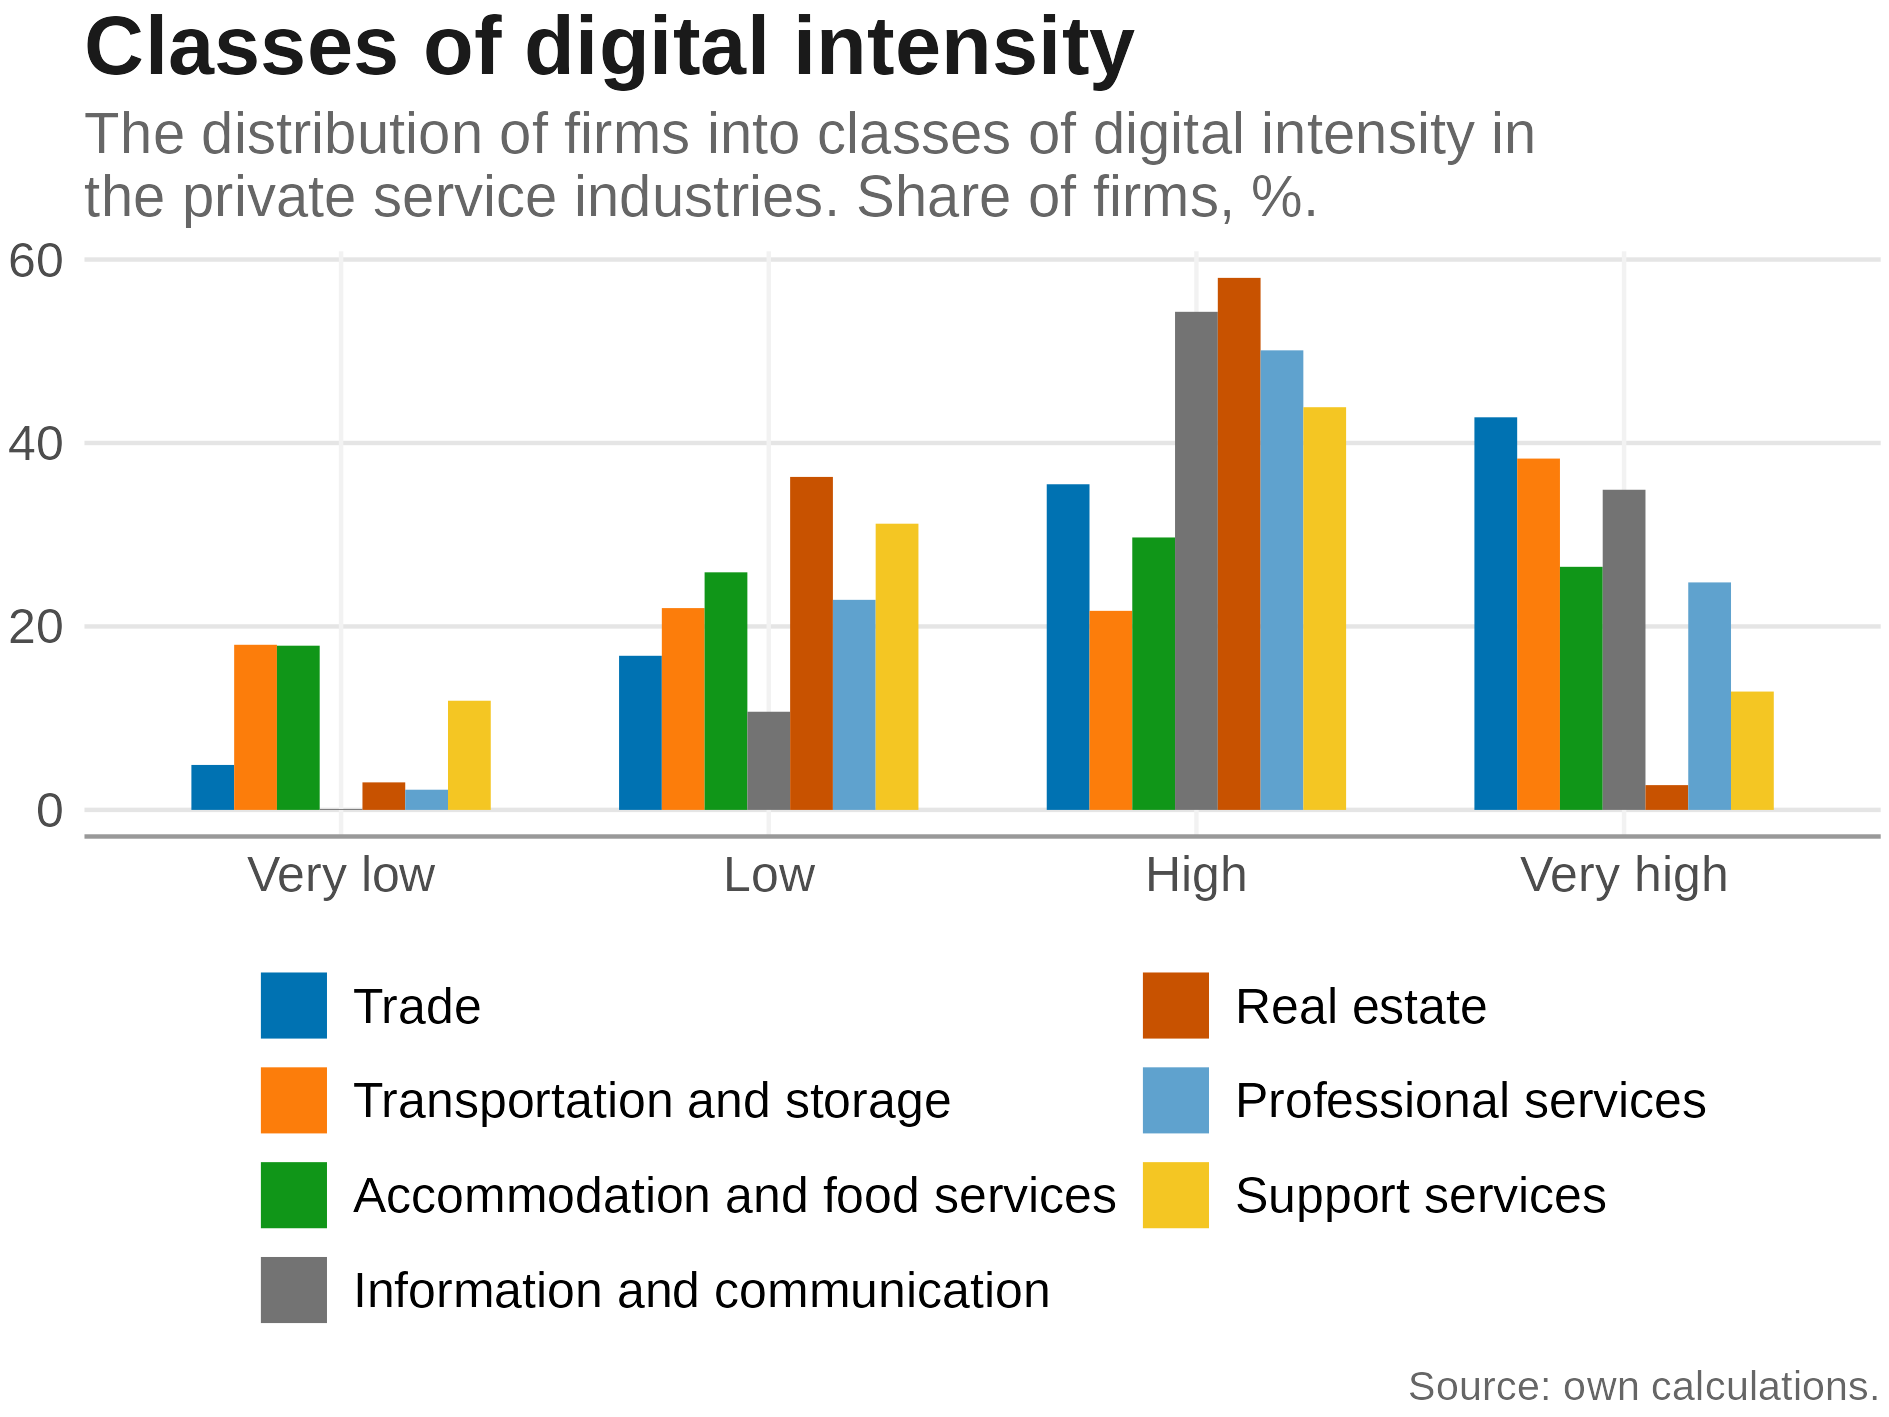 Classes of digital intensity
The distribution of firms into classes of digital intensity in
the private service industries. Share of firms, %.
60
40
20
0
Very low
Low
High
Very high
Trade
Transportation and storage
Accommodation and food services
Information and communication
Real estate
Professional services
Support services
Source: own calculations.